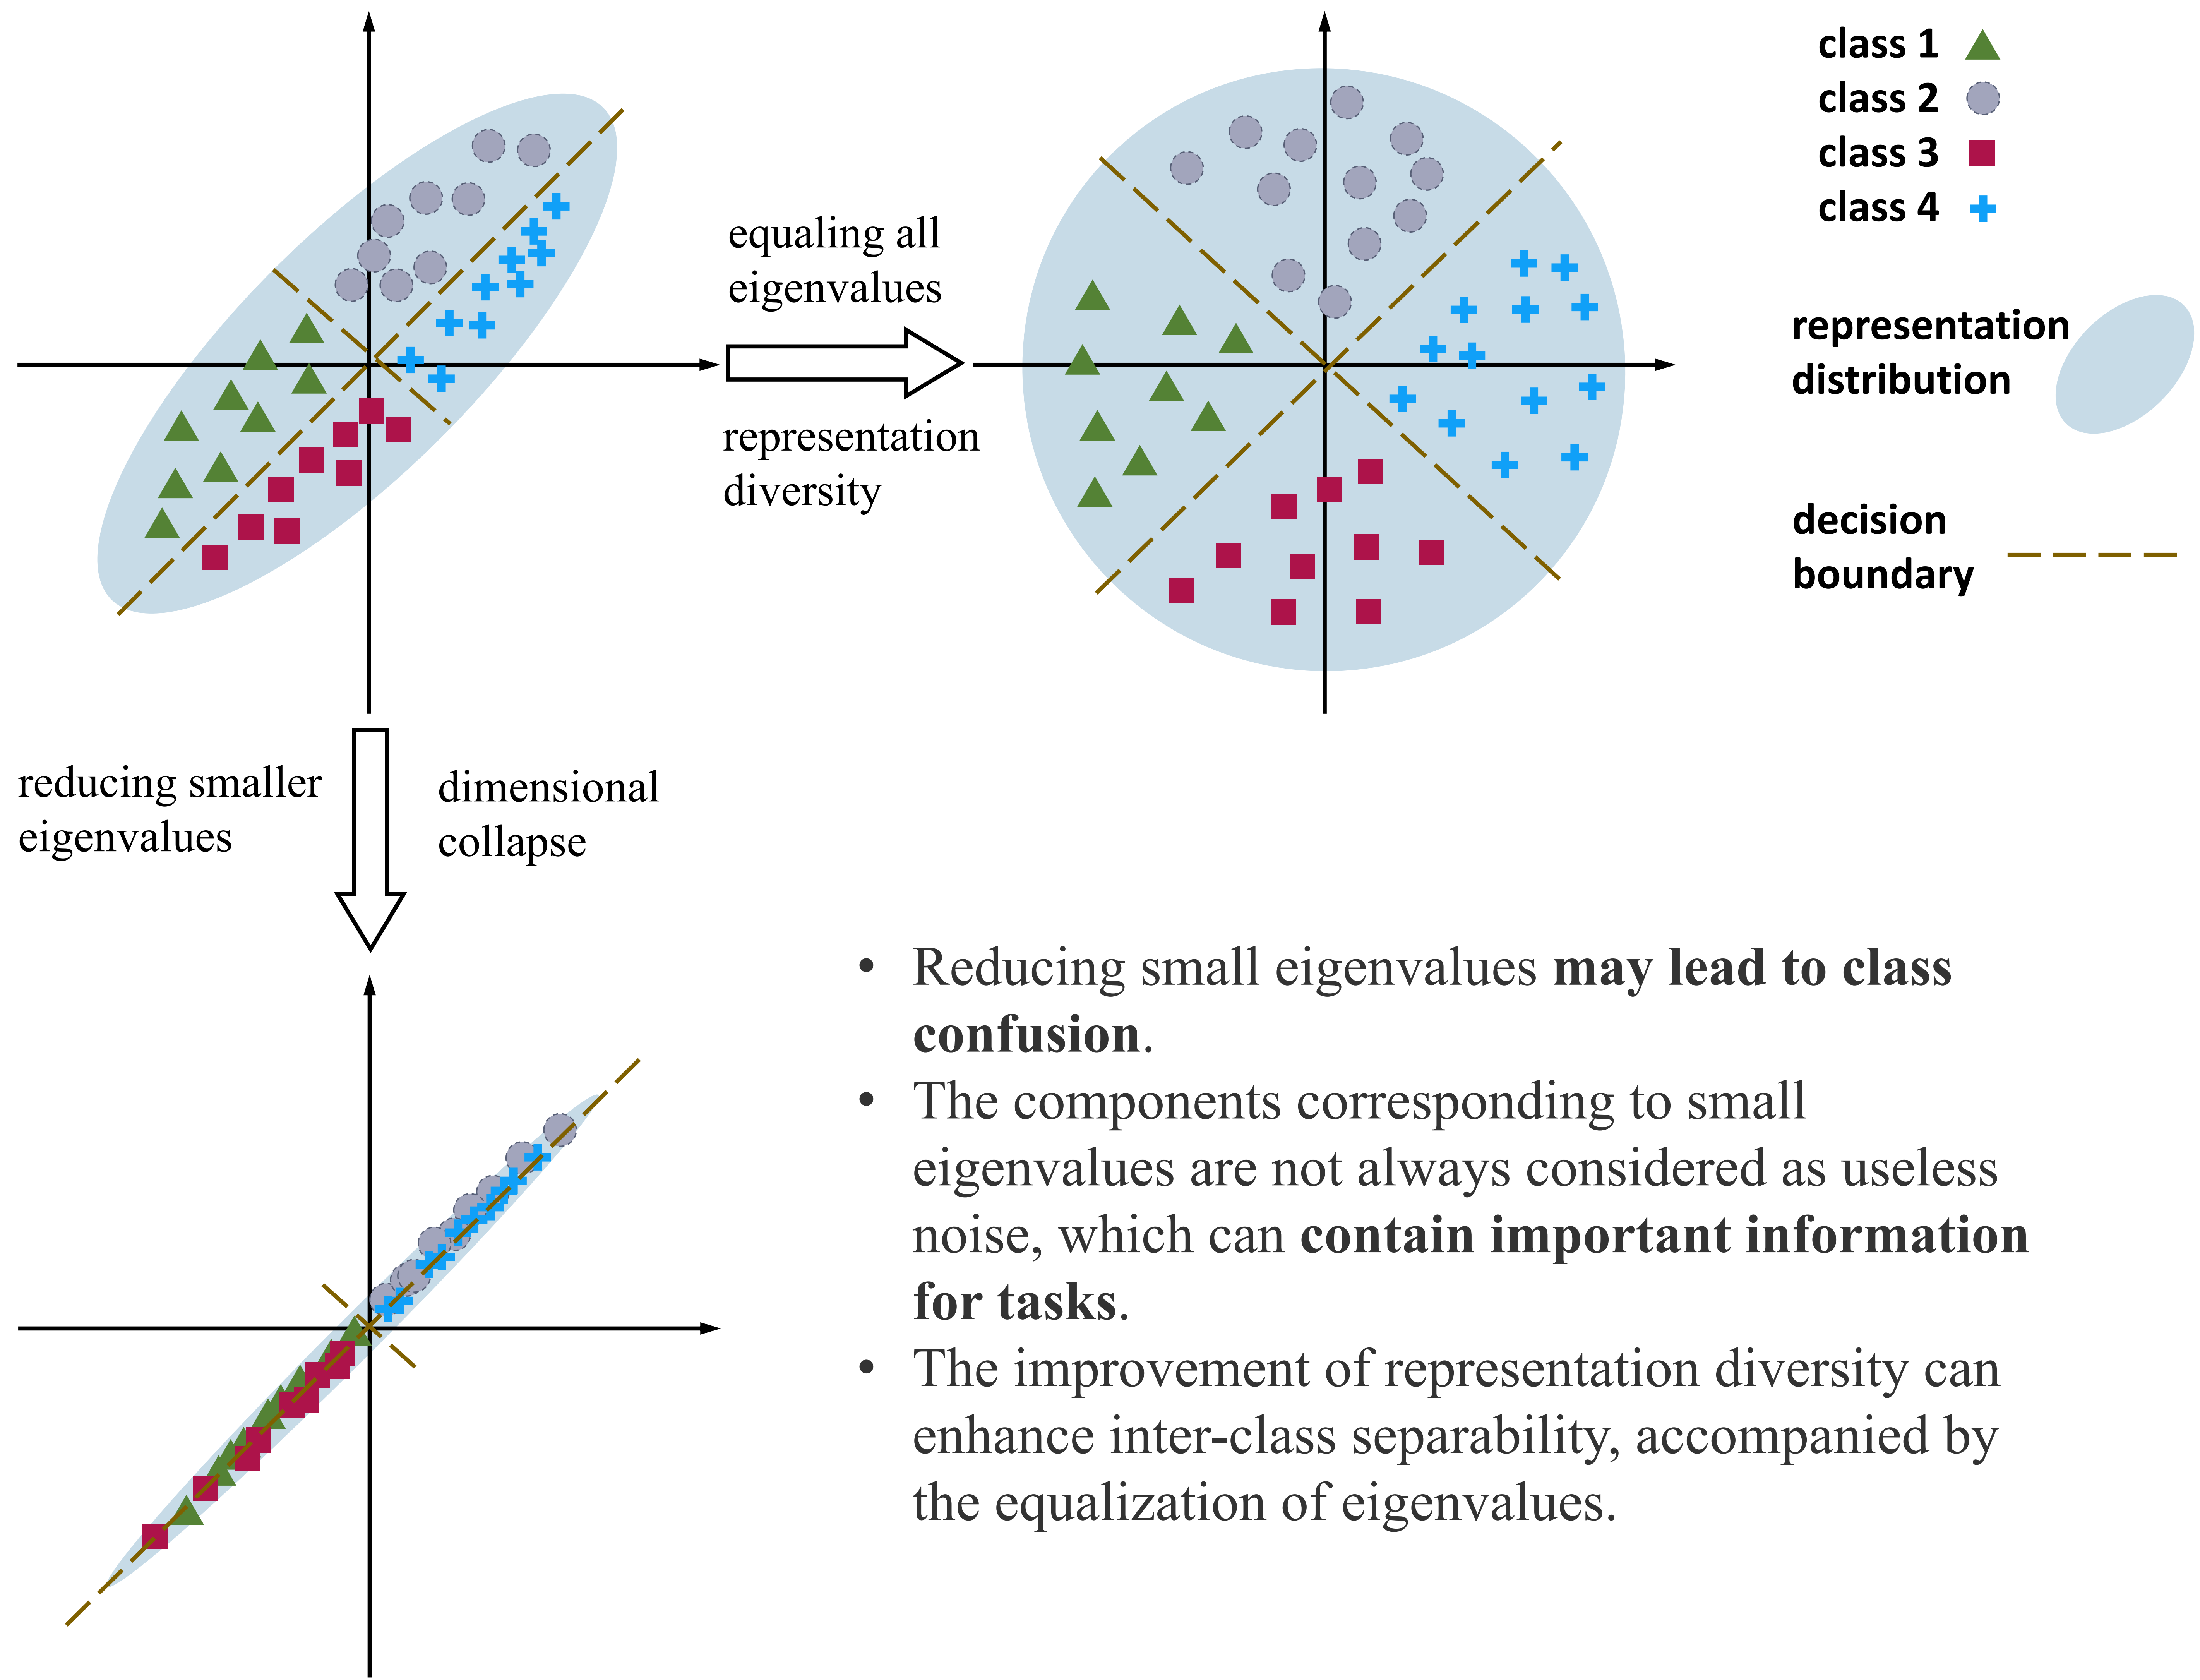 class 1
class 2
class 3
class 4
representation
distribution
decision
boundary
equaling all
eigenvalues
representation
diversity
reducing smaller
eigenvalues
dimensional
collapse
• Reducing small eigenvalues may lead to class
confusion.
• The components corresponding to small
eigenvalues are not always considered as useless
noise, which can contain important information
for tasks.
• The improvement of representation diversity can
enhance inter-class separability, accompanied by
the equalization of eigenvalues.